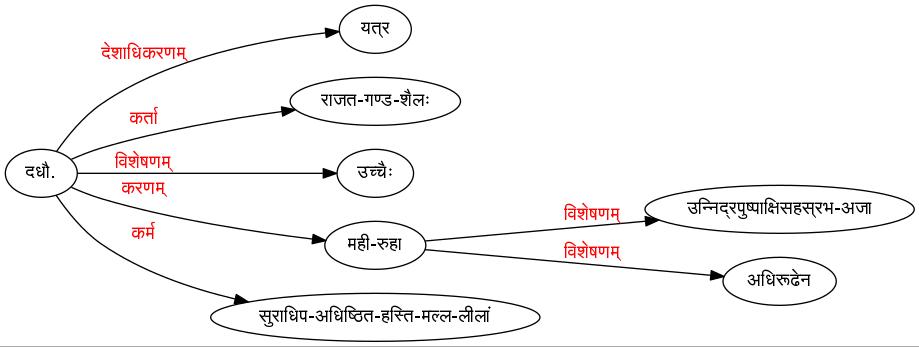 यत्र
देशाधिकरणम्
राजत-गण्ड-शैलः
कर्ता
दधौ.
विशेषणम्
उच्चैः
करणम्
मही-रुहा
विशेषणम्
उन्निद्रपुष्पाक्षिसहस्रभ-अजा
विशेषणम्
अधिरूढेन
कर्म
सुराधिप-अधिष्ठित-हस्ति-मल्ल-लीलां